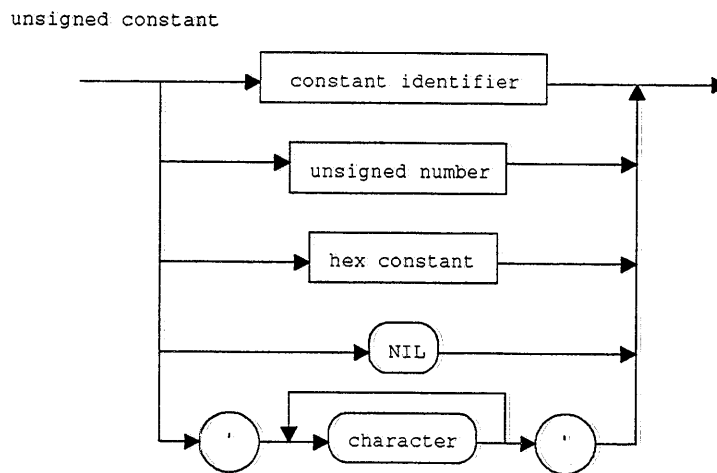 unsigned constant
constant identifier
unsigned number
hex constant
NIL
' character '